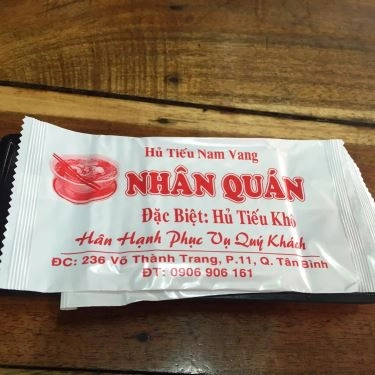 Hủ Tiếu Nam Vang
NHÂN QUÁN
Đặc Biệt: Hủ Tiếu Khô
Hân Hạnh Phục Vụ Quý Khách
ĐC: 236 Võ Thành Trang, P.11, Q. Tân Bình
ĐT: 0906 906 161